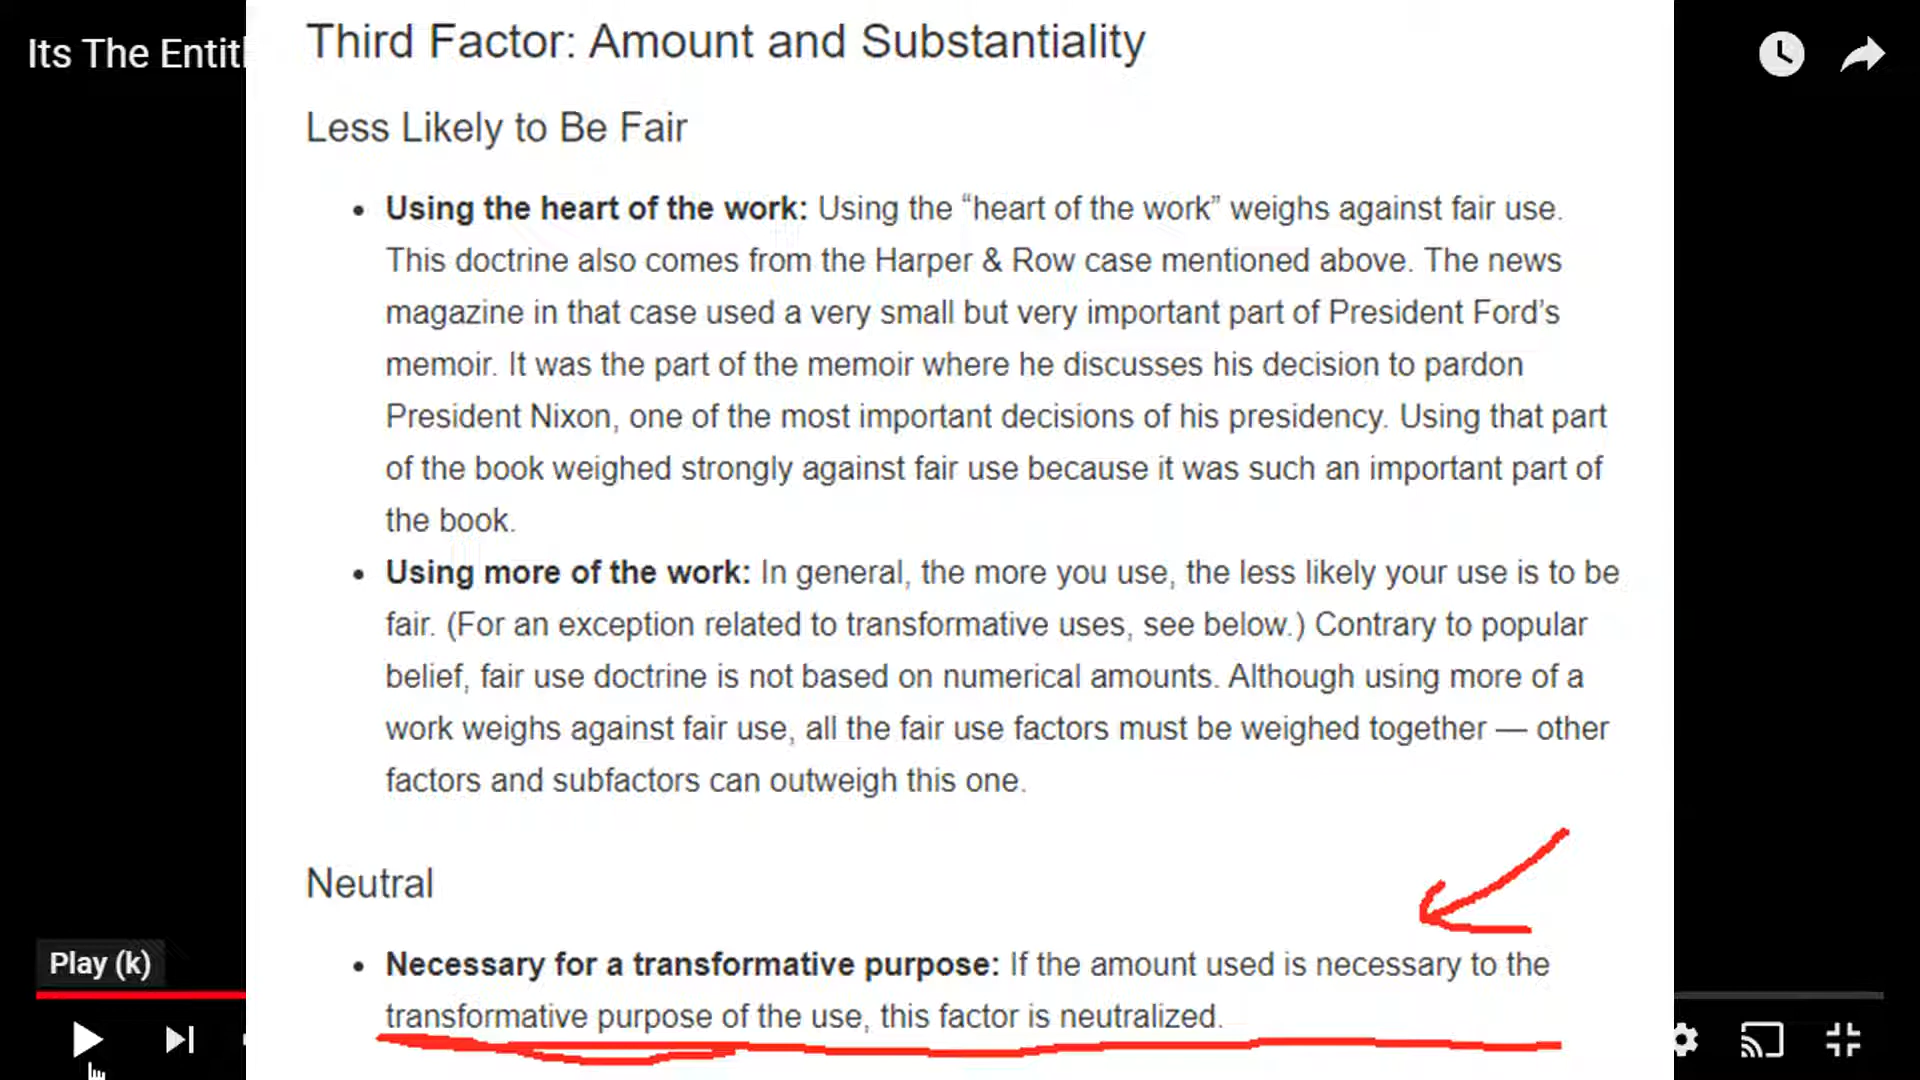 Its The Entitl
Third Factor: Amount and Substantiality
Less Likely to Be Fair
• Using the heart of the work: Using the “heart of the work” weighs against fair use.
This doctrine also comes from the Harper & Row case mentioned above. The news
magazine in that case used a very small but very important part of President Ford’s
memoir. It was the part of the memoir where he discusses his decision to pardon
President Nixon, one of the most important decisions of his presidency. Using that part
of the book weighed strongly against fair use because it was such an important part of
the book.
• Using more of the work: In general, the more you use, the less likely your use is to be
fair. (For an exception related to transformative uses, see below.) Contrary to popular
belief, fair use doctrine is not based on numerical amounts. Although using more of a
work weighs against fair use, all the fair use factors must be weighed together — other
factors and subfactors can outweigh this one.
Neutral
Play (k)
• Necessary for a transformative purpose: If the amount used is necessary to the
transformative purpose of the use, this factor is neutralized.